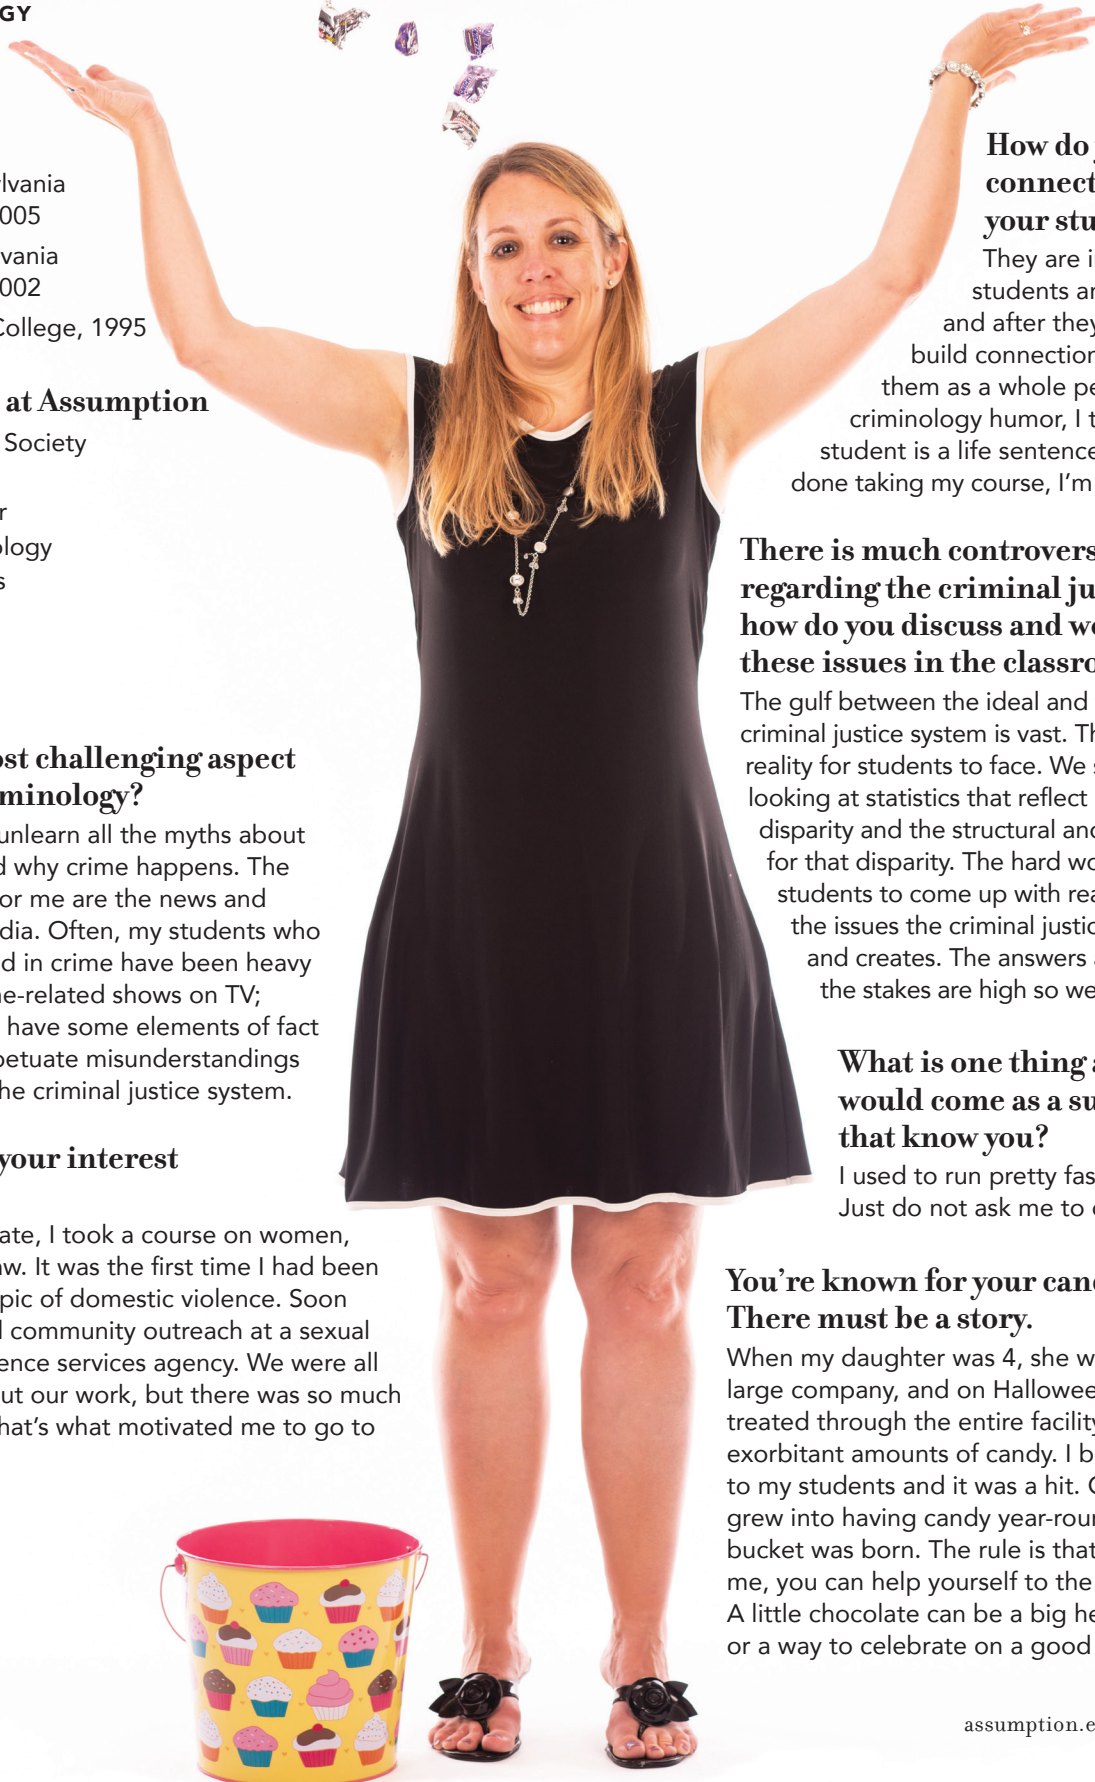 GY
lvania
005
vania
002
College, 1995
at Assumption
Society
r
ology
s
ost challenging aspect
minology?
unlearn all the myths about
d why crime happens. The
or me are the news and
dia. Often, my students who
d in crime have been heavy
ne-related shows on TV;
have some elements of fact
petuate misunderstandings
he criminal justice system.
your interest
ate, I took a course on women,
aw. It was the first time I had been
pic of domestic violence. Soon
d community outreach at a sexual
ence services agency. We were all
ut our work, but there was so much
hat's what motivated me to go to
How do
connect
your stu
They are i
students a
and after they
build connection
them as a whole pe
criminology humor, I t
student is a life sentence
done taking my course, I'm
There is much controvers
regarding the criminal ju
how do you discuss and wo
these issues in the classro
The gulf between the ideal and
criminal justice system is vast. Th
reality for students to face. We s
looking at statistics that reflect
disparity and the structural and
for that disparity. The hard wo
students to come up with rea
the issues the criminal justic
and creates. The answers a
the stakes are high so we
What is one thing a
would come as a su
that know you?
I used to run pretty fas
Just do not ask me to
You're known for your cand
There must be a story.
When my daughter was 4, she w
large company, and on Hallowee
treated through the entire facility
exorbitant amounts of candy. I b
to my students and it was a hit. C
grew into having candy year-roun
bucket was born. The rule is that
me, you can help yourself to the
A little chocolate can be a big he
or a way to celebrate on a good
assumption.e